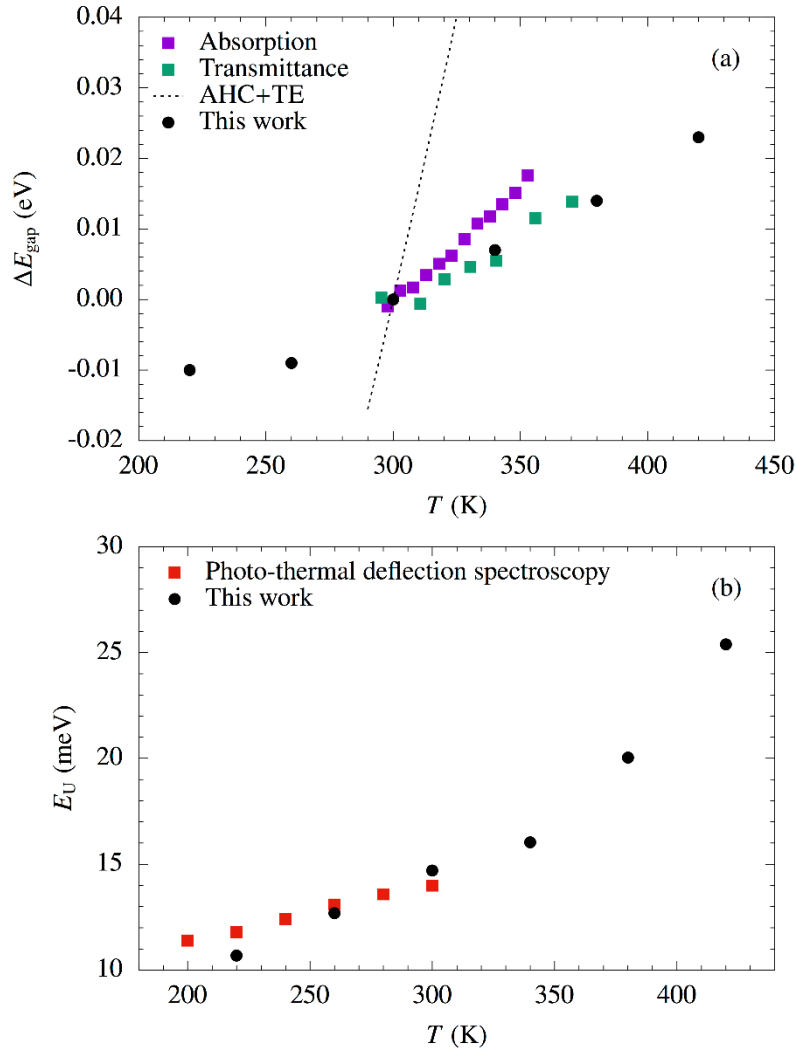 0.04
0.03
0.02
0.01
0.00
-0.01
-0.02
ΔE_gap (eV)
Absorption
Transmittance
AHC+TE
This work
(a)
200 250 300 350 400 450
T (K)
30
25
20
15
10
E_U (meV)
Photo-thermal deflection spectroscopy
This work
(b)
200 250 300 350 400
T (K)